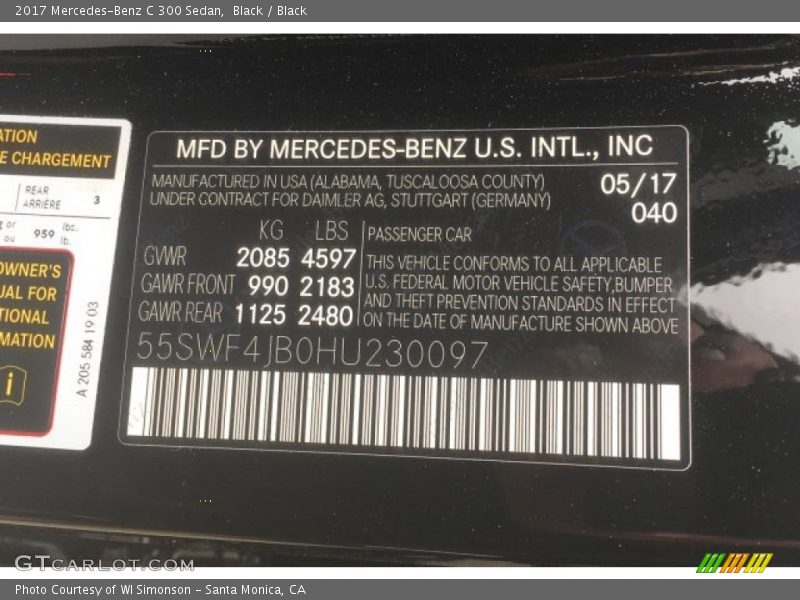 2017 Mercedes-Benz C 300 Sedan, Black / Black
ATION
E CHARGEMENT
REAR
ARRIÈRE 3
or
ou 959 lbs.
lb.
OWNER'S
UAL FOR
TIONAL
MATION
i
A 205 584 19 03
MFD BY MERCEDES-BENZ U.S. INTL., INC
MANUFACTURED IN USA (ALABAMA, TUSCALOOSA COUNTY)
UNDER CONTRACT FOR DAIMLER AG, STUTTGART (GERMANY)
05/17
040
KG LBS
GVWR 2085 4597
GAWR FRONT 990 2183
GAWR REAR 1125 2480
PASSENGER CAR
THIS VEHICLE CONFORMS TO ALL APPLICABLE
U.S. FEDERAL MOTOR VEHICLE SAFETY,BUMPER
AND THEFT PREVENTION STANDARDS IN EFFECT
ON THE DATE OF MANUFACTURE SHOWN ABOVE
55SWF4JB0HU230097
GTCARLOT.COM
Photo Courtesy of WI Simonson - Santa Monica, CA